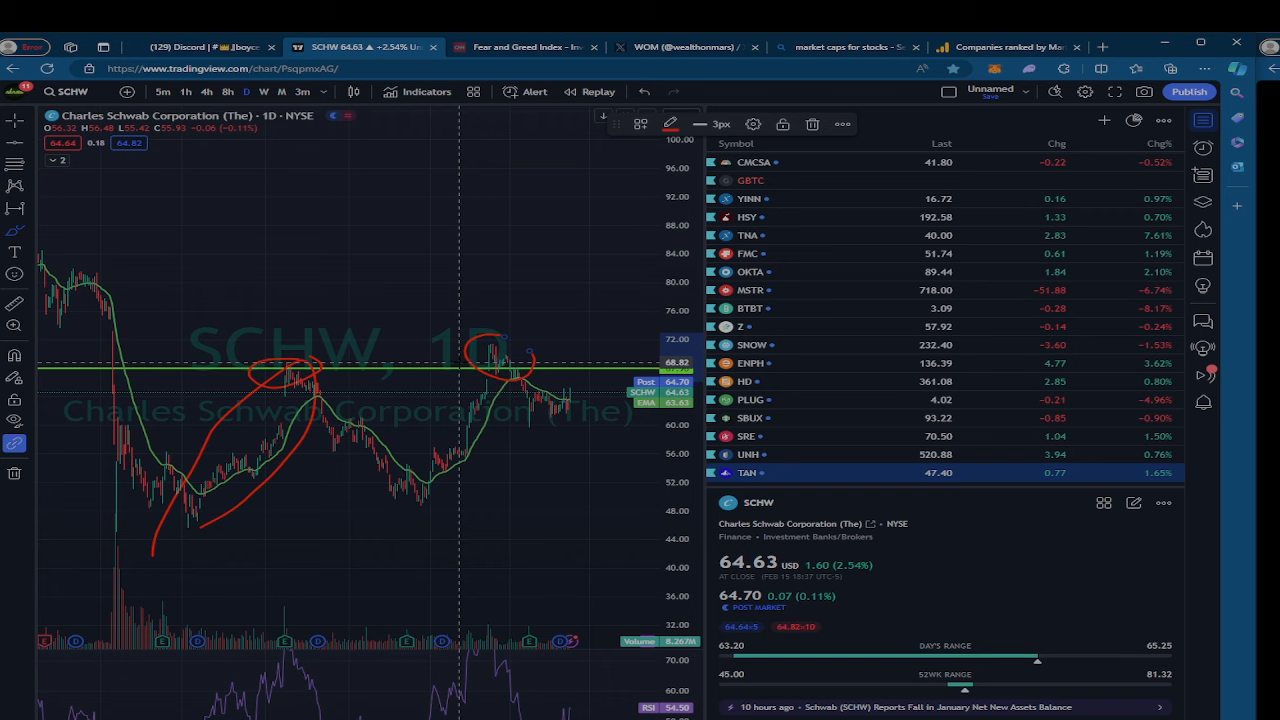 Error
(129) Discord | #
jboyce
SCHW 64.63 ▲ +2.54% Un
Fear and Greed Index - Inv
WOM (@wealthonmars) /
market caps for stocks - Se
Companies ranked by Mar
https://www.tradingview.com/chart/PsqpmxAG/
11
SCHW
5m 1h 4h 8h D W M 3m
Indicators
Alert
Replay
Unnamed
Save
Publish
Charles Schwab Corporation (The) · 1D · NYSE
O56.32 H56.48 L55.42 C55.93 -0.06 (-0.11%)
64.64 0.18 64.82
2
3px
SCHW, 1D
Charles Schwab Corporation (The)
100.00
96.00
92.00
88.00
84.00
80.00
76.00
72.00
68.82
Post 64.70
SCHW 64.63
EMA 63.63
60.00
56.00
52.00
48.00
44.00
40.00
36.00
32.00
E D E D E D E D E D
Volume 8.267M
70.00
60.00
RSI 54.50
Symbol Last Chg Chg%
CMCSA 41.80 −0.22 −0.52%
GBTC
YINN 16.72 0.16 0.97%
HSY 192.58 1.33 0.70%
TNA 40.00 2.83 7.61%
FMC 51.74 0.61 1.19%
OKTA 89.44 1.84 2.10%
MSTR 718.00 −51.88 −6.74%
BTBT 3.09 −0.28 −8.17%
Z 57.92 −0.14 −0.24%
SNOW 232.40 −3.60 −1.53%
ENPH 136.39 4.77 3.62%
HD 361.08 2.85 0.80%
PLUG 4.02 −0.21 −4.96%
SBUX 93.22 −0.85 −0.90%
SRE 70.50 1.04 1.50%
UNH 520.88 3.94 0.76%
TAN 47.40 0.77 1.65%
SCHW
Charles Schwab Corporation (The) • NYSE
Finance • Investment Banks/Brokers
64.63 USD 1.60 (2.54%)
AT CLOSE (FEB 15 18:37 UTC-5)
64.70 0.07 (0.11%)
POST MARKET
64.64×5 64.82×10
63.20 DAY'S RANGE 65.25
45.00 52WK RANGE 81.32
10 hours ago • Schwab (SCHW) Reports Fall in January Net New Assets Balance